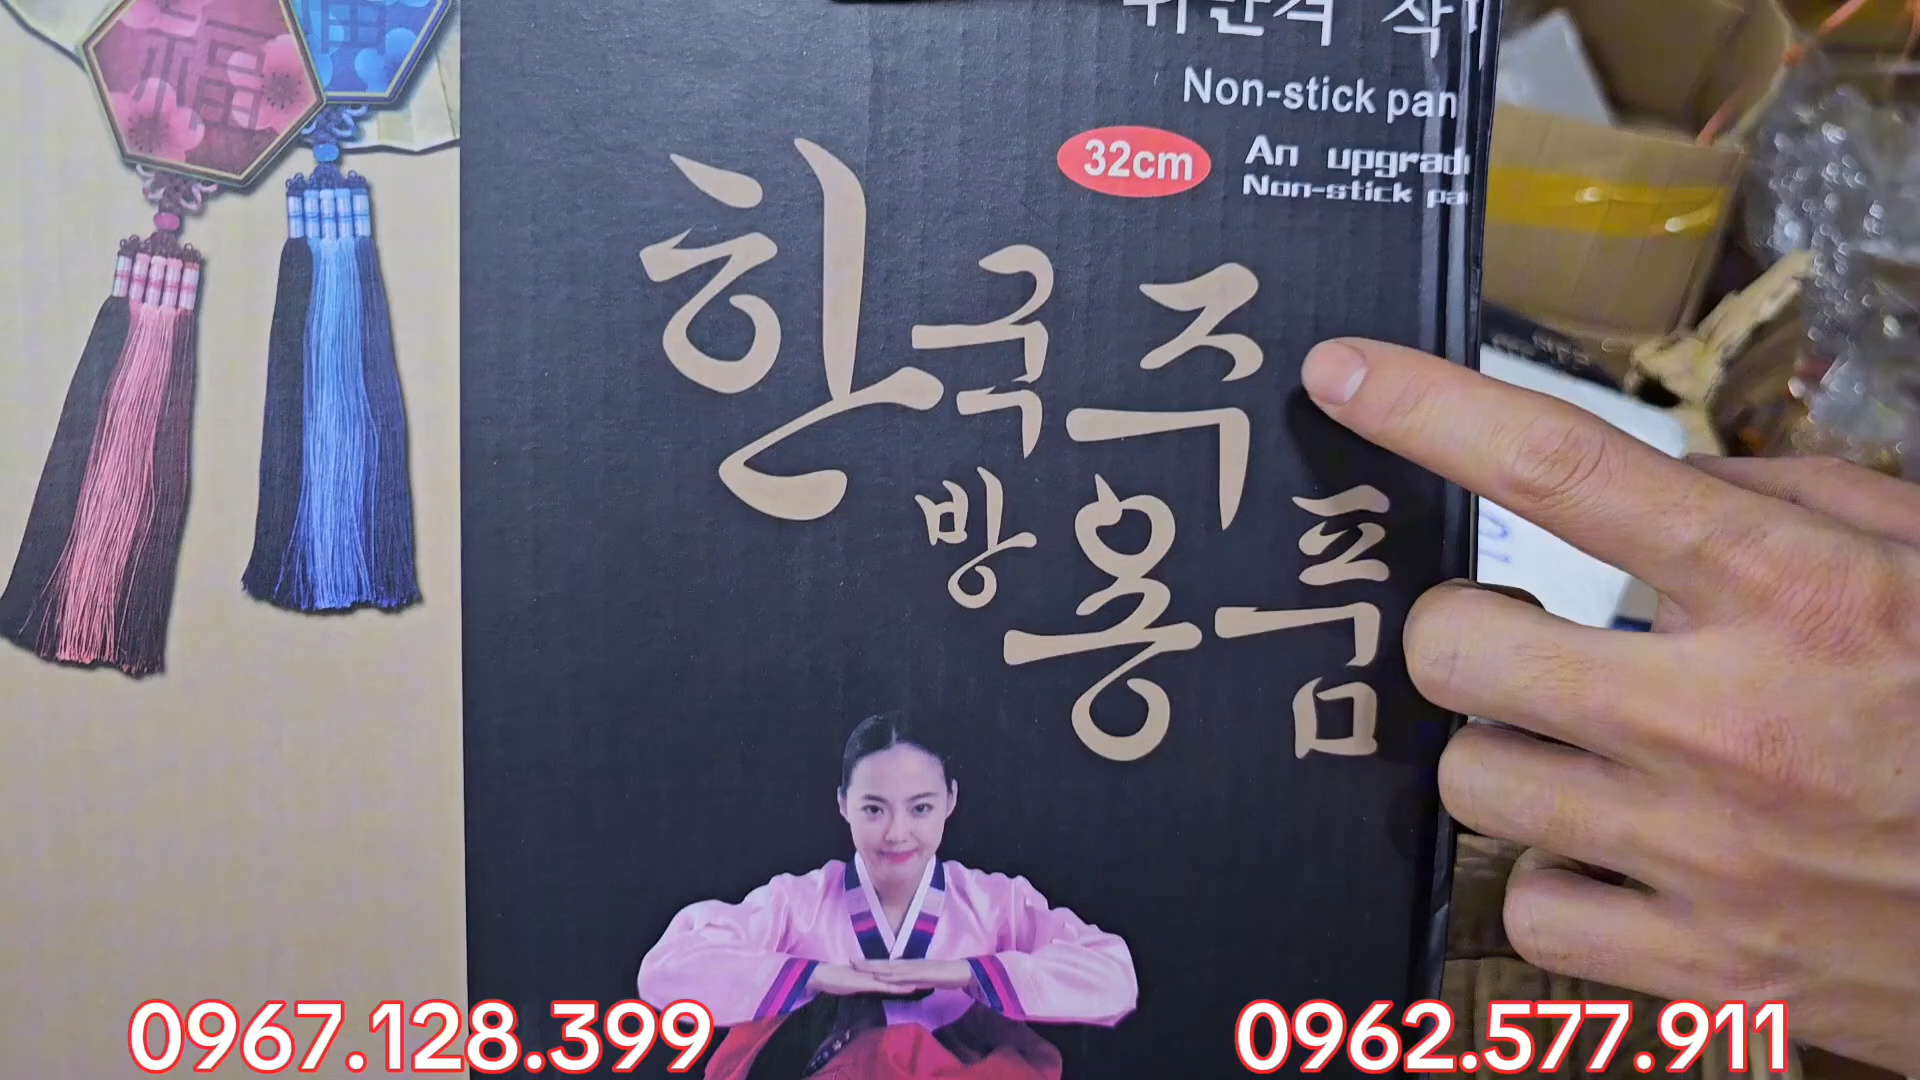 福
Non-stick pan
32cm
An upgrad
Non-stick pa
한국주
방용품
0967.128.399
0962.577.911